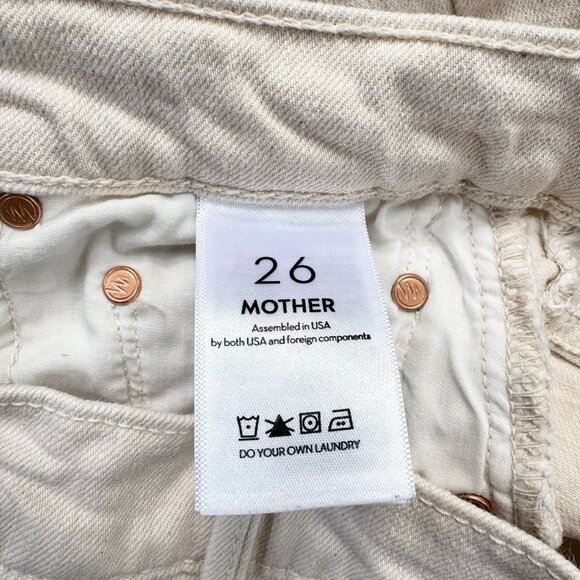 26
MOTHER
Assembled in USA
by both USA and foreign components
DO YOUR OWN LAUNDRY